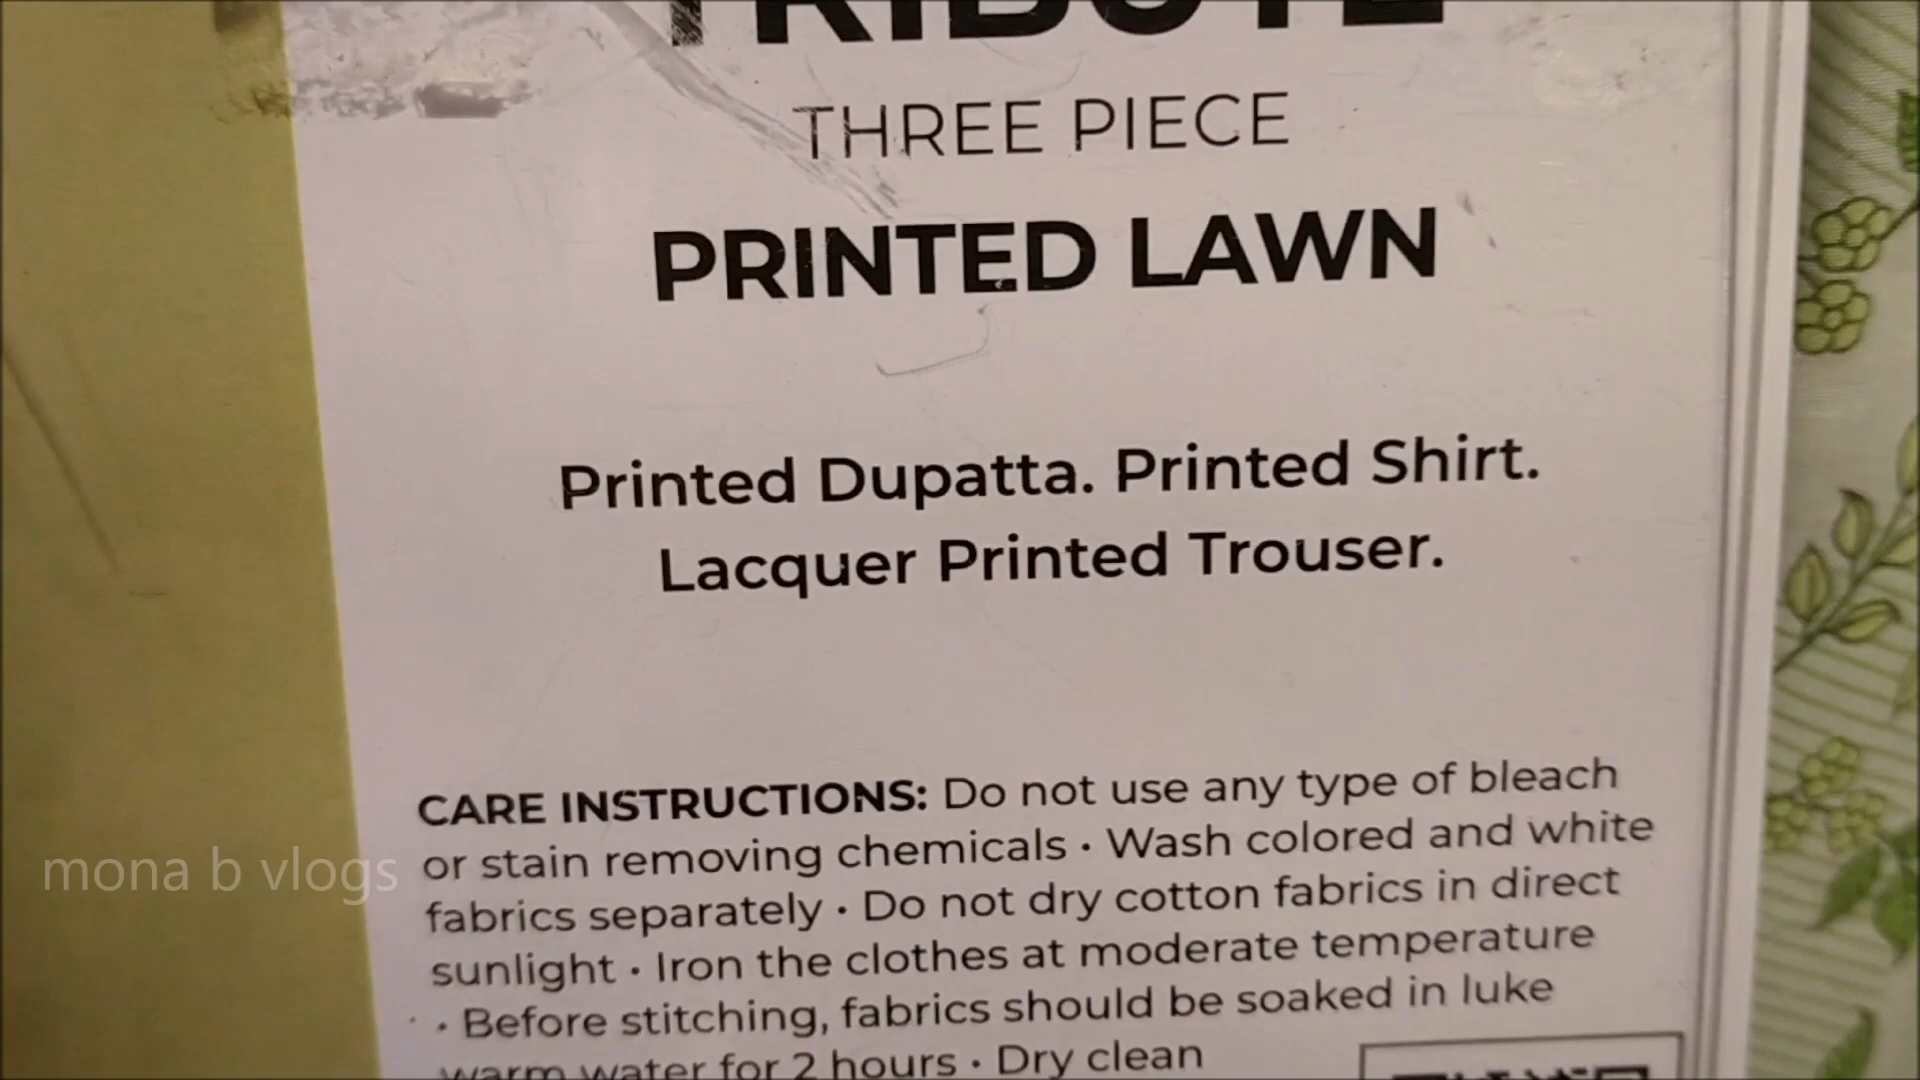 TRIBUTE
THREE PIECE
PRINTED LAWN
Printed Dupatta. Printed Shirt.
Lacquer Printed Trouser.
CARE INSTRUCTIONS: Do not use any type of bleach
or stain removing chemicals • Wash colored and white
fabrics separately • Do not dry cotton fabrics in direct
sunlight • Iron the clothes at moderate temperature
• Before stitching, fabrics should be soaked in luke
warm water for 2 hours • Dry clean
mona b vlogs